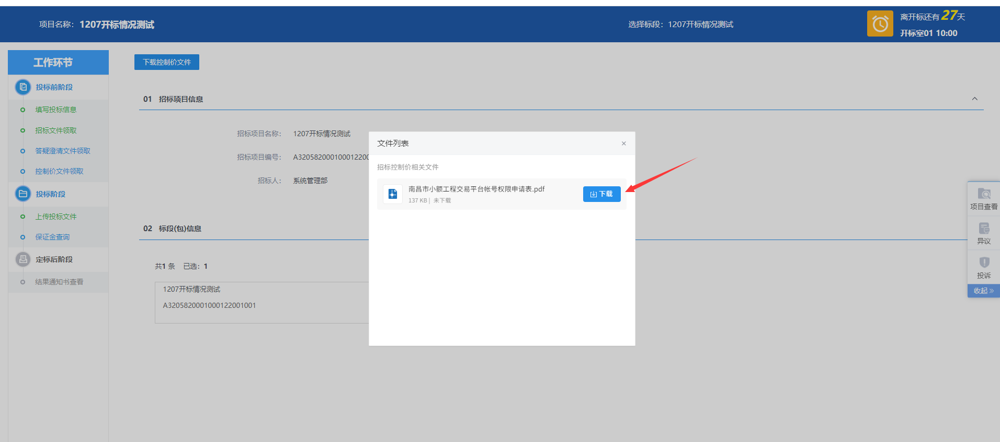 项目名称： 1207开标情况测试
选择标段： 1207开标情况测试
离开标还有27天
开标室01 10:00
工作环节
投标前阶段
填写投标信息
招标文件领取
答疑澄清文件领取
控制价文件领取
投标阶段
上传投标文件
保证金查询
定标后阶段
结果通知书查看
下载控制价文件
01 招标项目信息
招标项目名称： 1207开标情况测试
招标项目编号： A320582000100012200
招标人： 系统管理部
02 标段(包)信息
共1 条 已选：1
1207开标情况测试
A3205820001000122001001
文件列表
×
招标控制价相关文件
南昌市小额工程交易平台帐号权限申请表.pdf
137 KB | 未下载
下载
项目查看
异议
投诉
收起 »